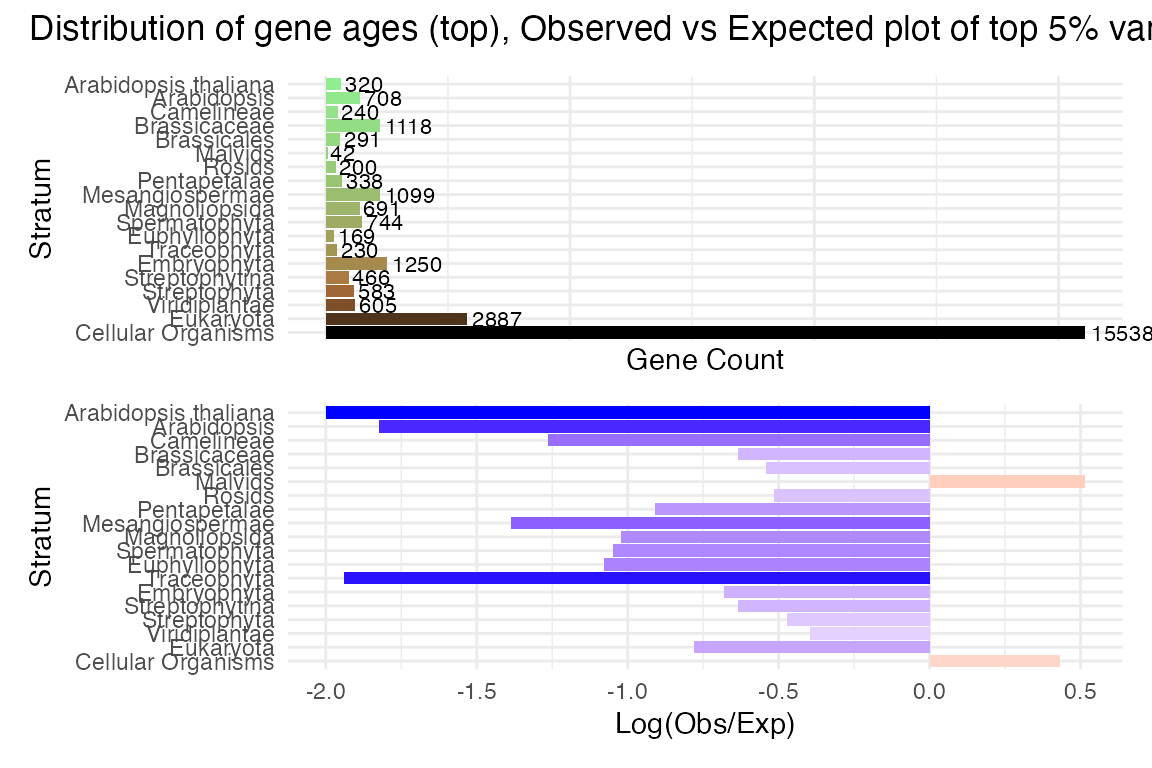 Distribution of gene ages (top), Observed vs Expected plot of top 5% var
Stratum
Arabidopsis thaliana 320
Arabidopsis 708
Camelineae 240
Brassicaceae 1118
Brassicales 291
Malvids 42
Rosids 200
Pentapetalae 338
Mesangiospermae 1099
Magnoliopsida 691
Spermatophyta 744
Euphyllophyta 169
Traceophyta 230
Embryophyta 1250
Streptophytina 466
Streptophyta 583
Viridiplantae 605
Eukaryota 2887
Cellular Organisms 15538
Gene Count
Stratum
Arabidopsis thaliana
Arabidopsis
Camelineae
Brassicaceae
Brassicales
Malvids
Rosids
Pentapetalae
Mesangiospermae
Magnoliopsida
Spermatophyta
Euphyllophyta
Traceophyta
Embryophyta
Streptophytina
Streptophyta
Viridiplantae
Eukaryota
Cellular Organisms
-2.0 -1.5 -1.0 -0.5 0.0 0.5
Log(Obs/Exp)